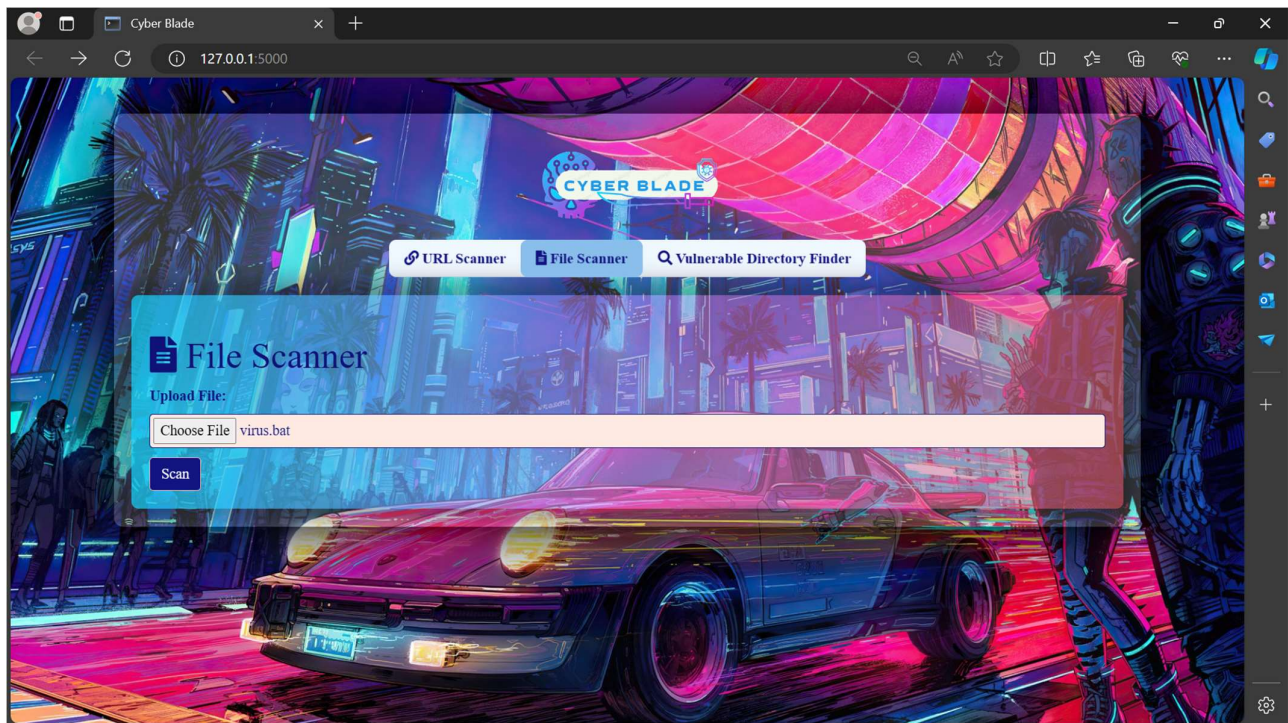 Cyber Blade
127.0.0.1:5000
CYBER BLADE
URL Scanner
File Scanner
Vulnerable Directory Finder
SYS
File Scanner
Upload File:
Choose File virus.bat
Scan